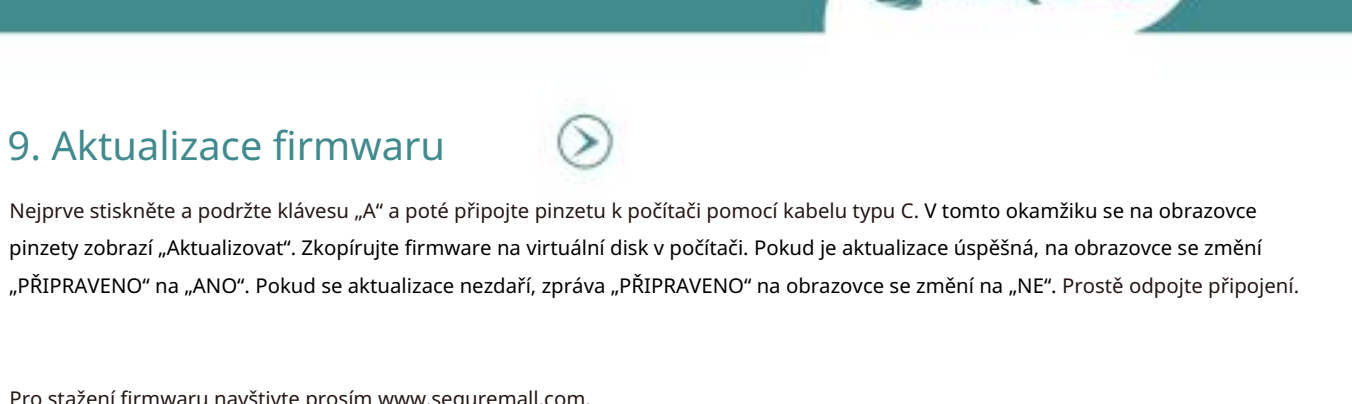 9. Aktualizace firmwaru
Nejprve stiskněte a podržte klávesu „A“ a poté připojte pinzetu k počítači pomocí kabelu typu C. V tomto okamžiku se na obrazovce
pinzety zobrazí „Aktualizovat“. Zkopírujte firmware na virtuální disk v počítači. Pokud je aktualizace úspěšná, na obrazovce se změní
„PŘIPRAVENO“ na „ANO“. Pokud se aktualizace nezdaří, zpráva „PŘIPRAVENO“ na obrazovce se změní na „NE“. Prostě odpojte připojení.
Pro stažení firmwaru navštivte prosím www.sequremall.com.